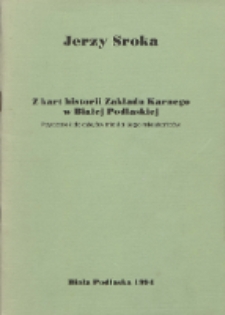 Jerzy Sroka
Z kart historii Zakładu Karnego
w Białej Podlaskiej
Biała Podlaska 1994